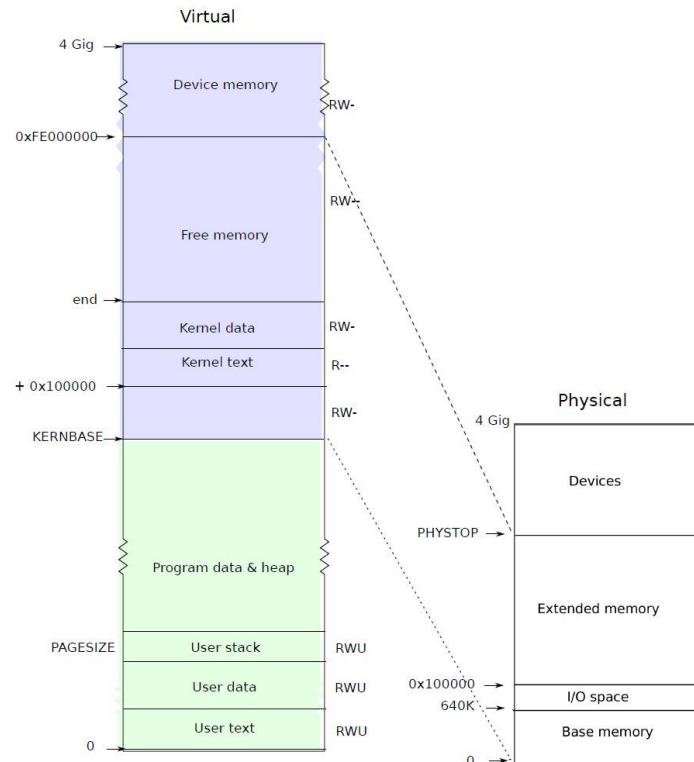 Virtual
4 Gig
Device memory
RW-
0xFE000000
RW--
Free memory
end
Kernel data
RW-
Kernel text
R--
+ 0x100000
RW-
KERNBASE
Program data & heap
PAGESIZE
User stack
RWU
User data
RWU
User text
RWU
0
Physical
4 Gig
Devices
PHYSTOP
Extended memory
0x100000
I/O space
640K
Base memory
0